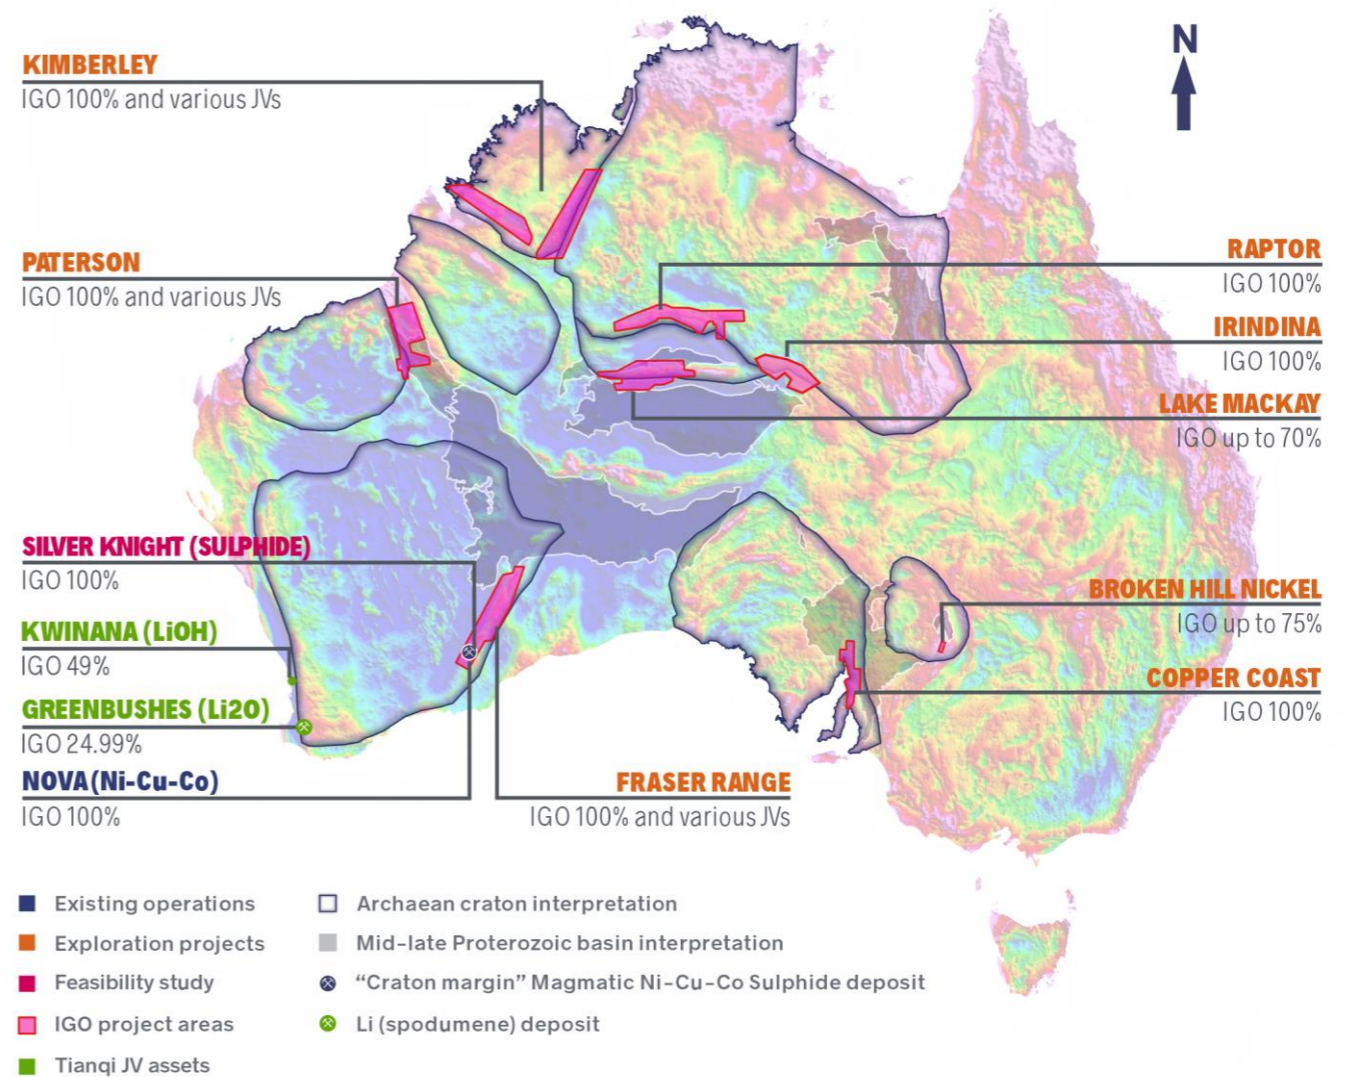 N
KIMBERLEY
IGO 100% and various JVs
PATERSON
IGO 100% and various JVs
RAPTOR
IGO 100%
IRINDINA
IGO 100%
LAKE MACKAY
IGO up to 70%
SILVER KNIGHT (SULPHIDE)
IGO 100%
KWINANA (LiOH)
IGO 49%
GREENBUSHES (Li2O)
IGO 24.99%
NOVA(Ni-Cu-Co)
IGO 100%
BROKEN HILL NICKEL
IGO up to 75%
COPPER COAST
IGO 100%
FRASER RANGE
IGO 100% and various JVs
Existing operations
Exploration projects
Feasibility study
IGO project areas
Tianqi JV assets
Archaean craton interpretation
Mid-late Proterozoic basin interpretation
“Craton margin” Magmatic Ni-Cu-Co Sulphide deposit
Li (spodumene) deposit